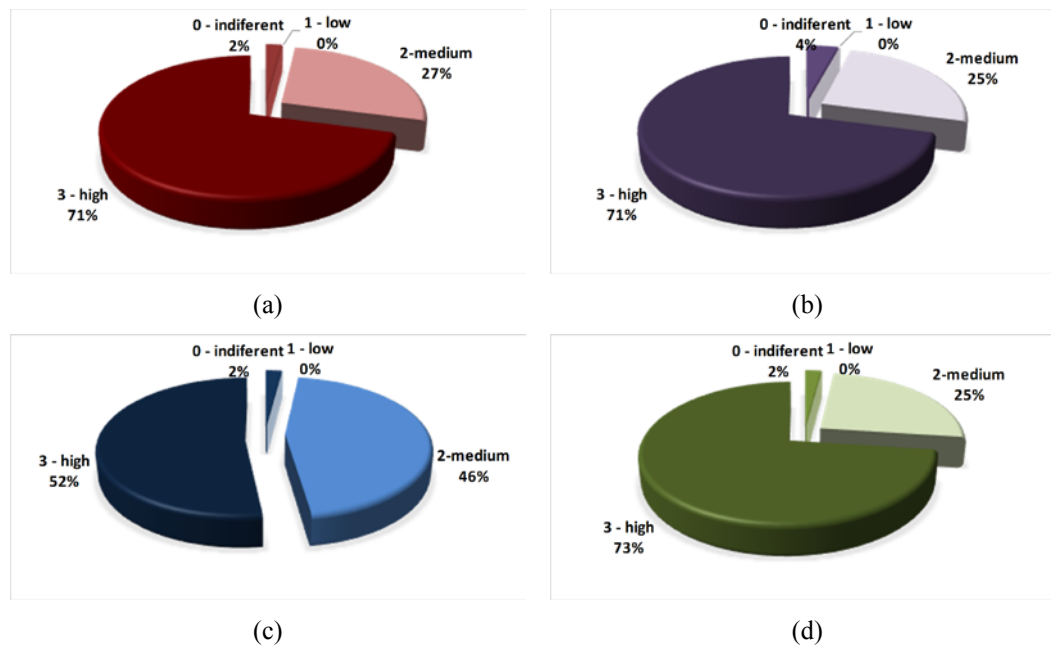 0 - indiferent
2%
1 - low
0%
2-medium
27%
3 - high
71%
(a)
0 - indiferent
4%
1 - low
0%
2-medium
25%
3 - high
71%
(b)
0 - indiferent
2%
1 - low
0%
2-medium
46%
3 - high
52%
(c)
0 - indiferent
2%
1 - low
0%
2-medium
25%
3 - high
73%
(d)